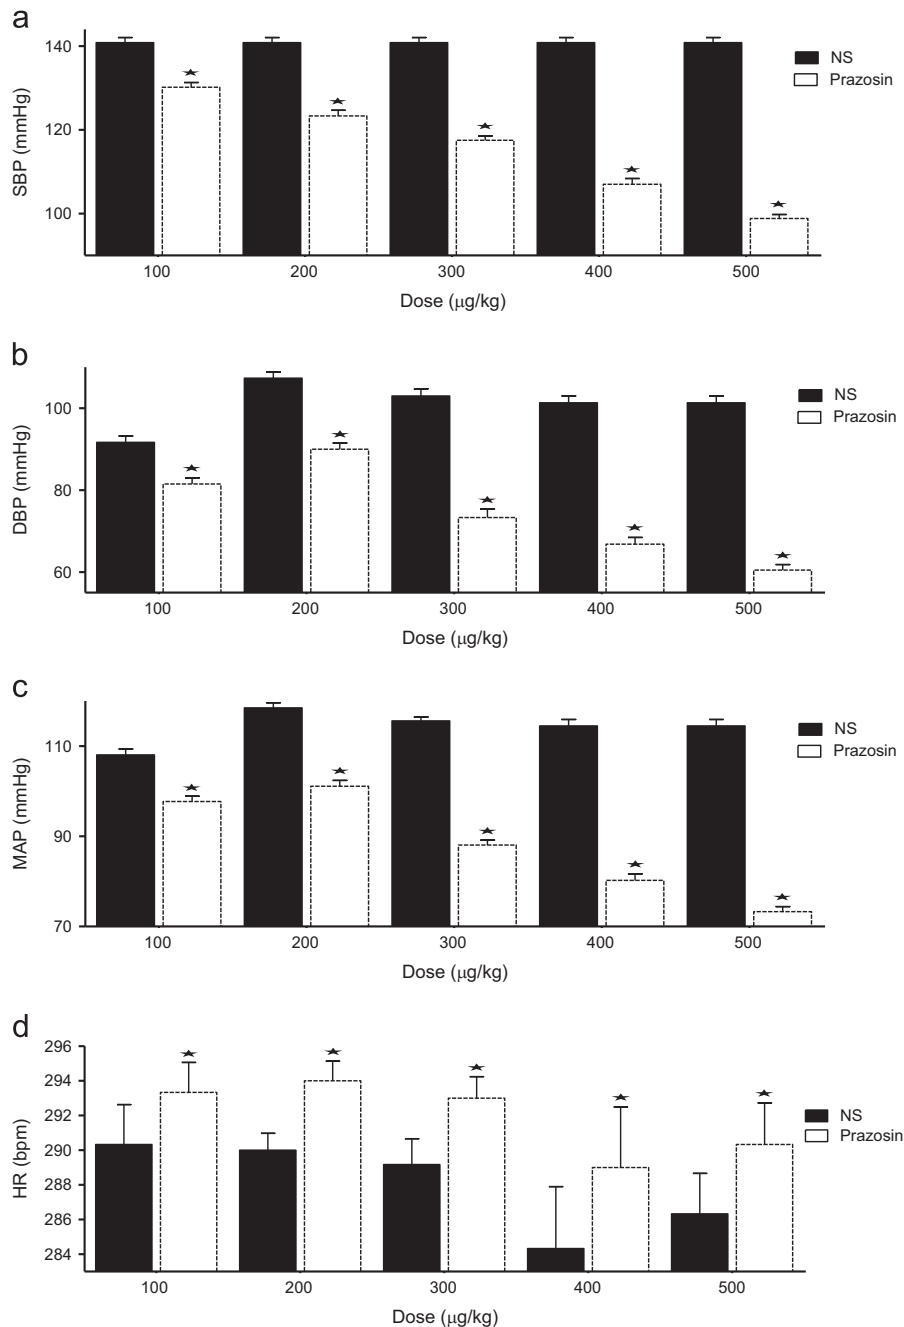 a
SBP (mmHg)
140
120
100
NS
Prazosin
100 200 300 400 500
Dose (μg/kg)
b
DBP (mmHg)
100
80
60
NS
Prazosin
100 200 300 400 500
Dose (μg/kg)
c
MAP (mmHg)
110
90
70
NS
Prazosin
100 200 300 400 500
Dose (μg/kg)
d
HR (bpm)
296
294
292
290
288
286
284
NS
Prazosin
100 200 300 400 500
Dose (μg/kg)